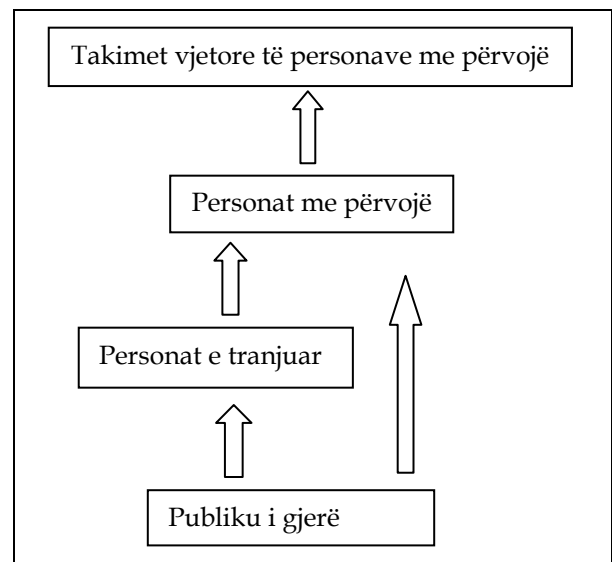 Takimet vjetore të personave me përvojë
Personat me përvojë
Personat e tranjuar
Publiku i gjerë